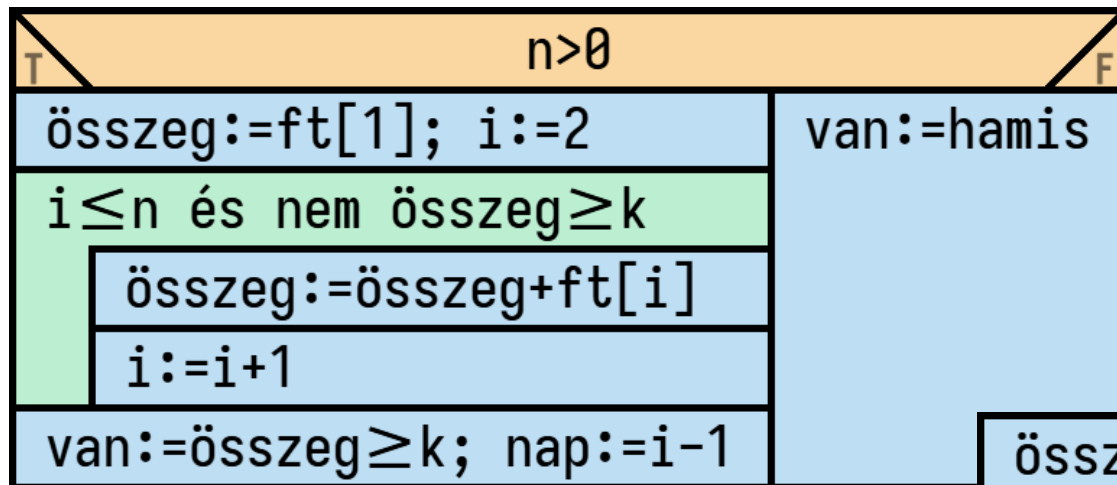 n>0
T
F
összeg:=ft[1]; i:=2
van:=hamis
i≤n és nem összeg≥k
összeg:=összeg+ft[i]
i:=i+1
van:=összeg≥k; nap:=i-1